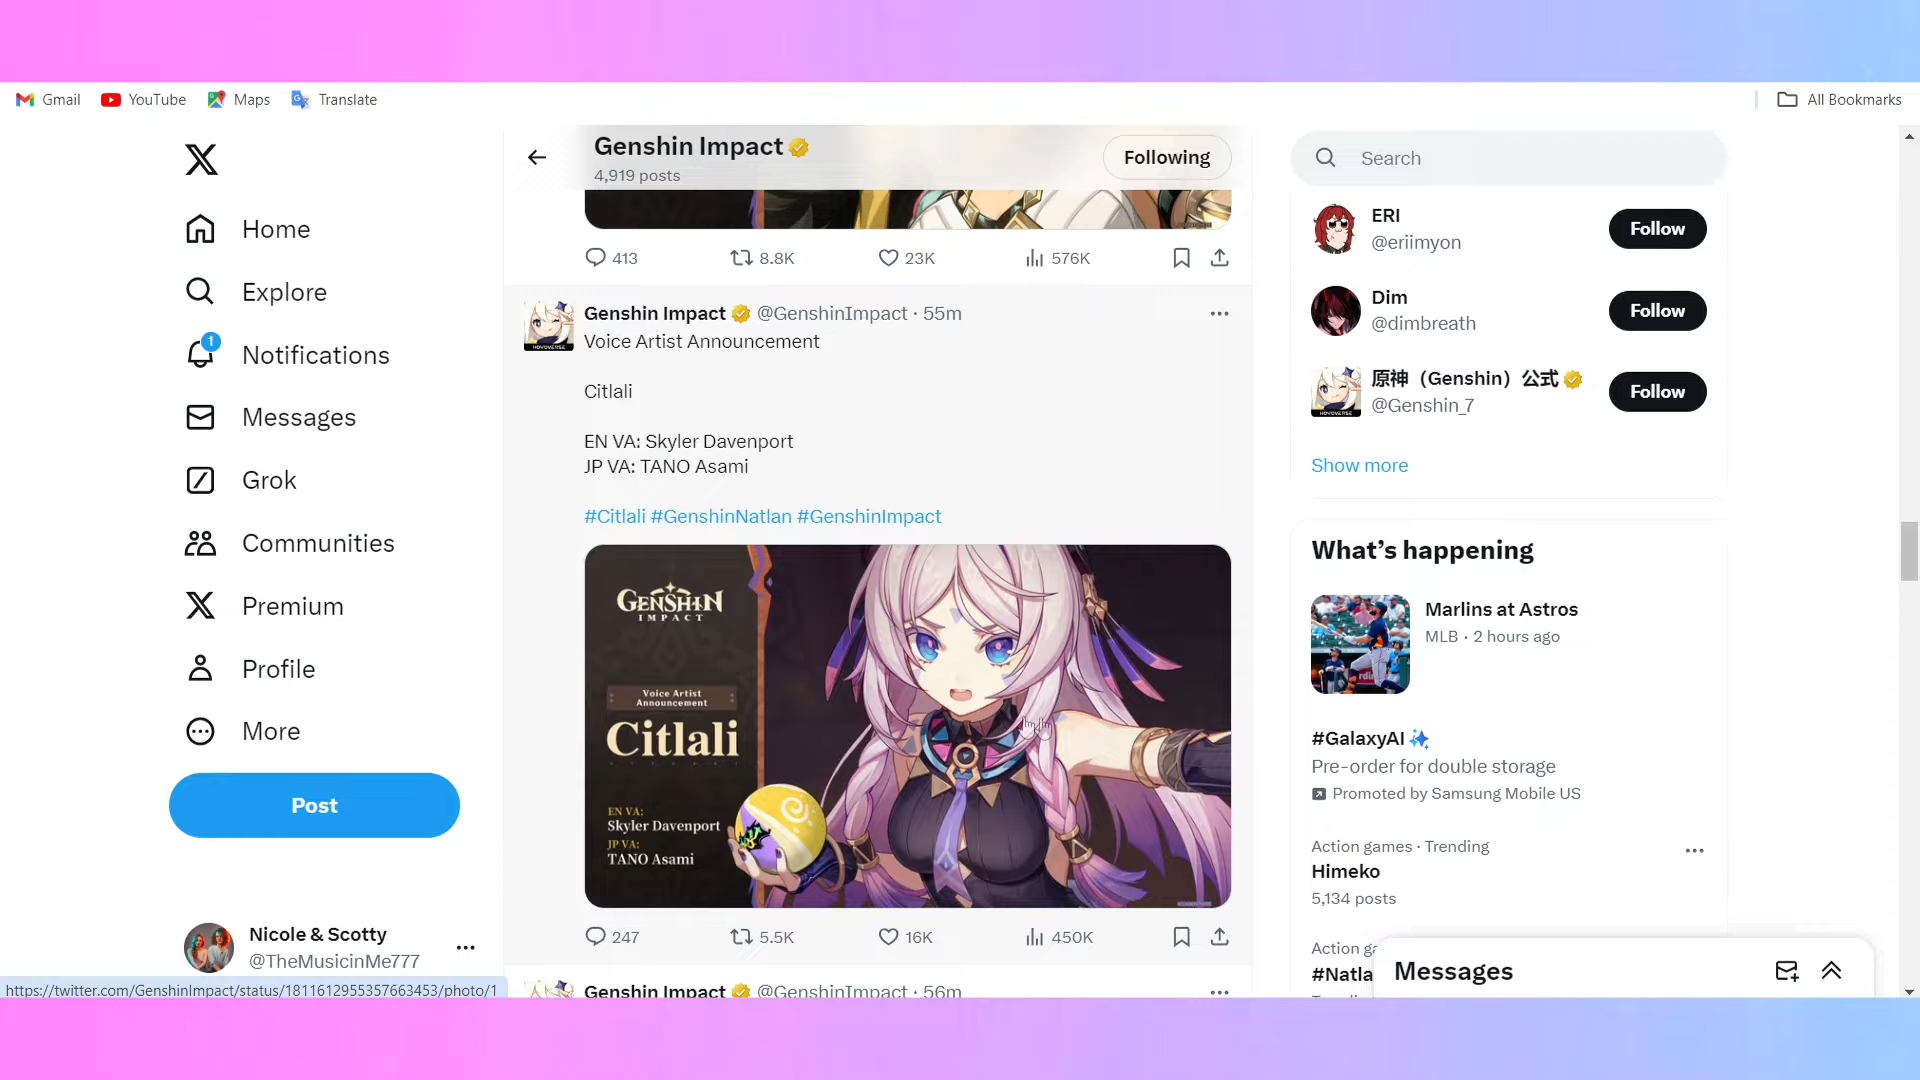 Gmail
YouTube
Maps
Translate
All Bookmarks
Home
Explore
1
Notifications
Messages
Grok
Communities
Premium
Profile
More
Post
Nicole & Scotty
@TheMusicinMe777
https://twitter.com/GenshinImpact/status/1811612955357663453/photo/1
Genshin Impact
4,919 posts
Following
413
8.8K
23K
576K
Genshin Impact @GenshinImpact · 55m
Voice Artist Announcement
Citlali
EN VA: Skyler Davenport
JP VA: TANO Asami
#Citlali #GenshinNatlan #GenshinImpact
GENSHIN
IMPACT
Voice Artist
Announcement
Citlali
EN VA:
Skyler Davenport
JP VA:
TANO Asami
247
5.5K
16K
450K
Genshin Impact @GenshinImpact · 56m
Search
ERI
@eriimyon
Follow
Dim
@dimbreath
Follow
原神（Genshin）公式
@Genshin_7
Follow
HOYOVERSE
Show more
What's happening
Marlins at Astros
MLB · 2 hours ago
#GalaxyAI
Pre-order for double storage
Promoted by Samsung Mobile US
Action games · Trending
Himeko
5,134 posts
Action ga
#Natla
Messages